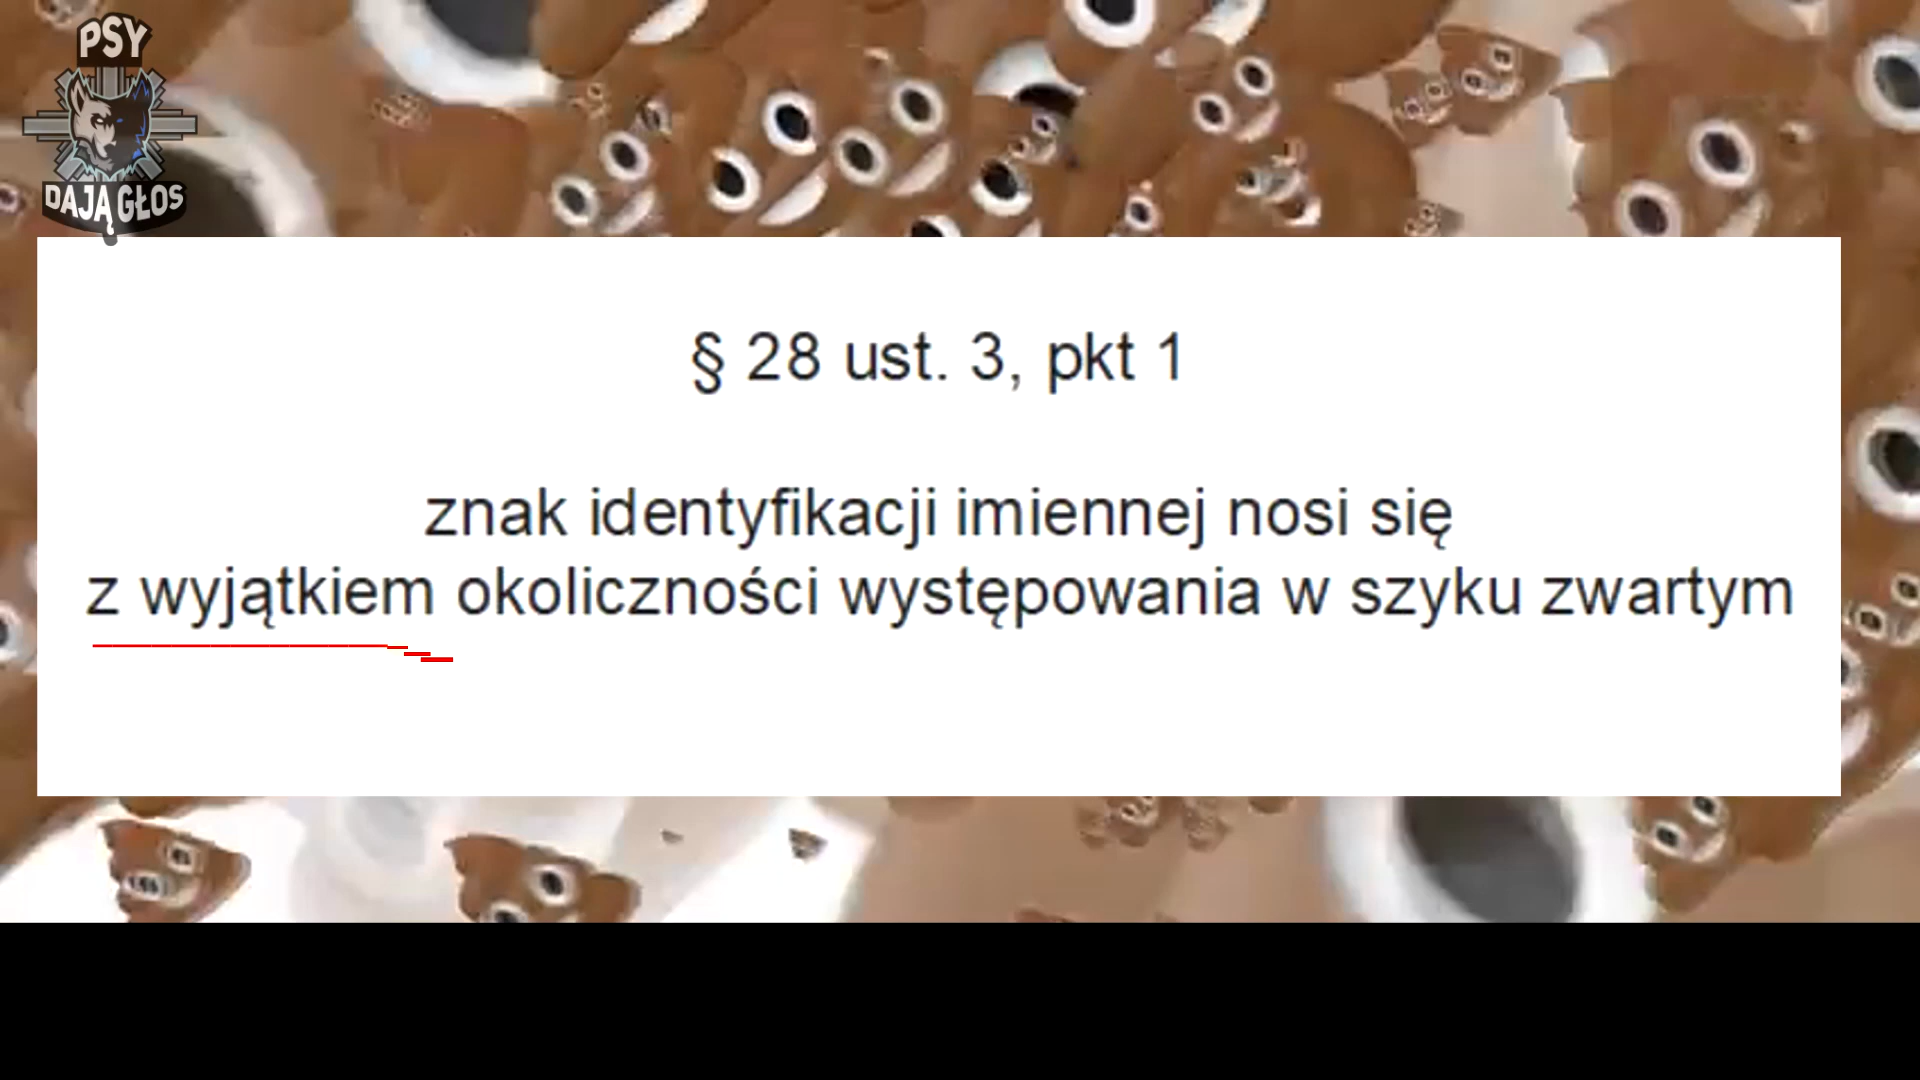 PSY
DAJĄ GŁOS
§ 28 ust. 3, pkt 1
znak identyfikacji imiennej nosi się
z wyjątkiem okoliczności występowania w szyku zwartym